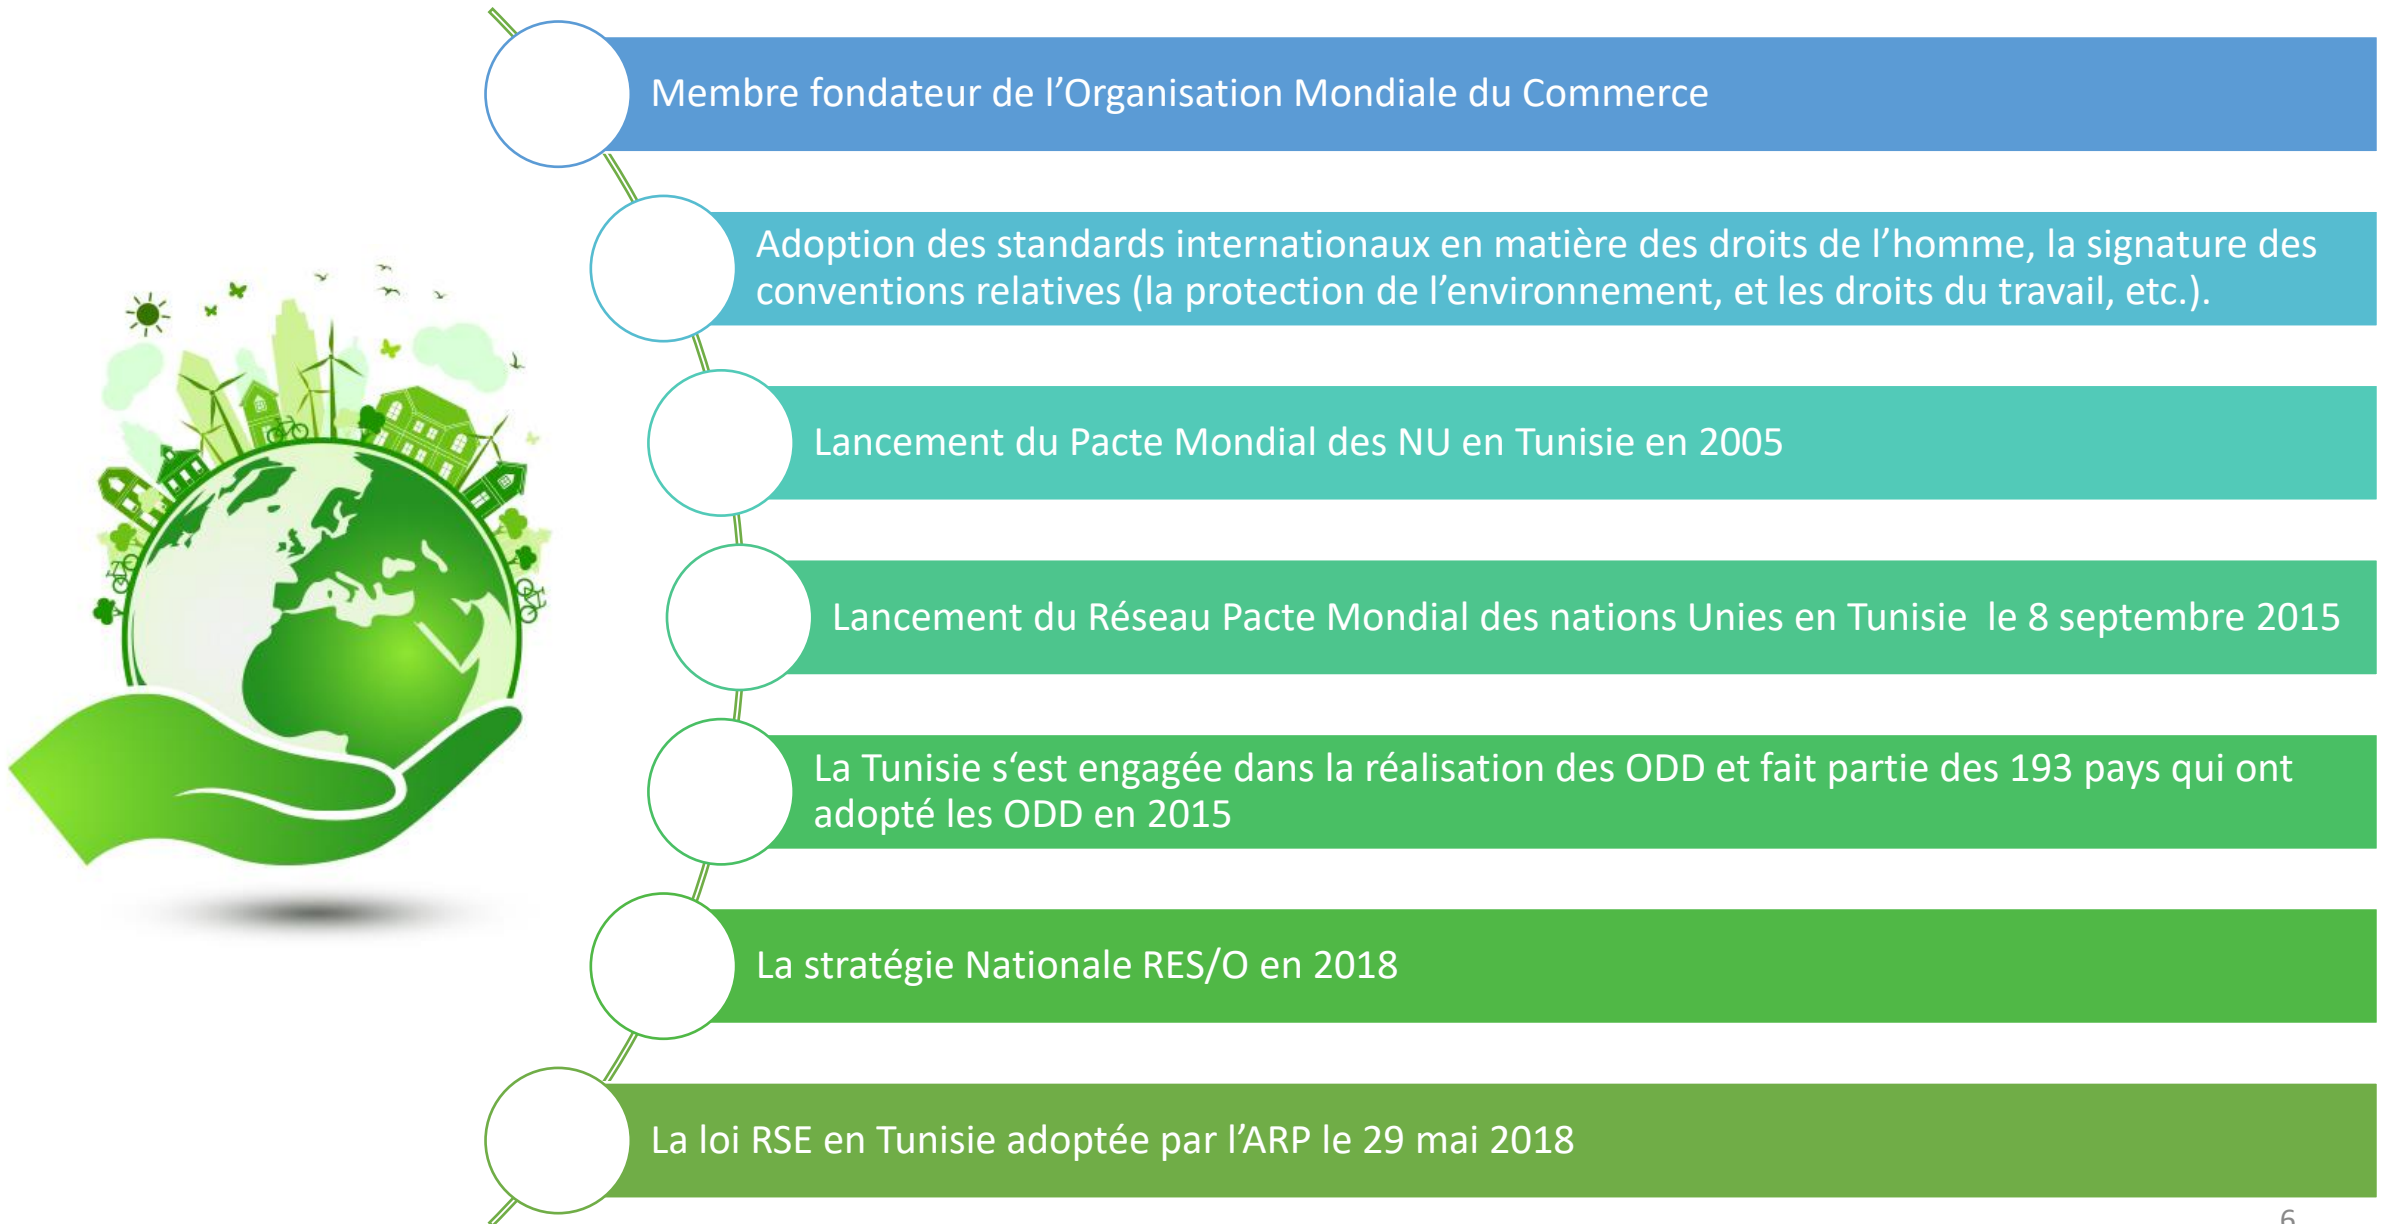 Membre fondateur de l’Organisation Mondiale du Commerce
Adoption des standards internationaux en matière des droits de l’homme, la signature des
conventions relatives (la protection de l’environnement, et les droits du travail, etc.).
Lancement du Pacte Mondial des NU en Tunisie en 2005
Lancement du Réseau Pacte Mondial des nations Unies en Tunisie  le 8 septembre 2015
La Tunisie s‘est engagée dans la réalisation des ODD et fait partie des 193 pays qui ont
adopté les ODD en 2015
La stratégie Nationale RES/O en 2018
La loi RSE en Tunisie adoptée par l’ARP le 29 mai 2018
6